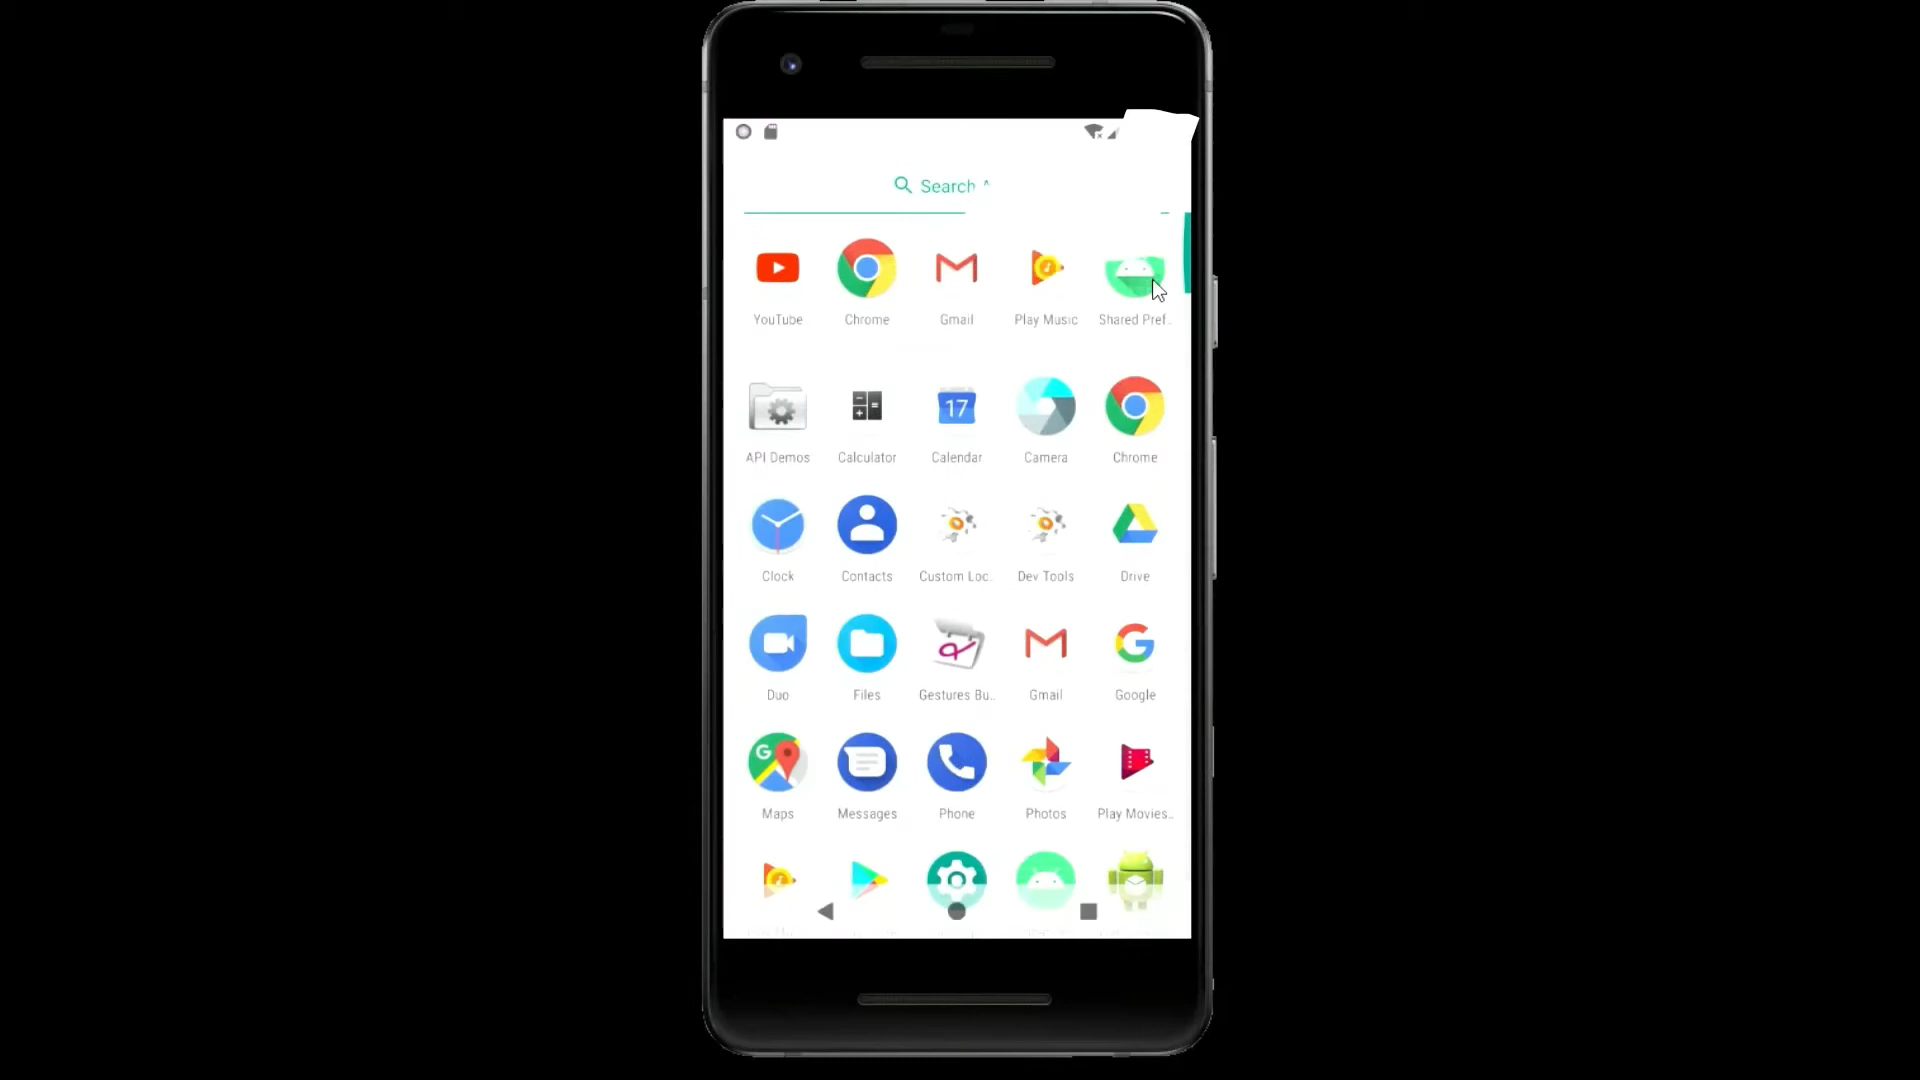 Search
YouTube Chrome Gmail Play Music Shared Pref..
API Demos Calculator Calendar Camera Chrome
17
Clock Contacts Custom Loc.. Dev Tools Drive
Duo Files Gestures Bu.. Gmail Google
Maps Messages Phone Photos Play Movies..